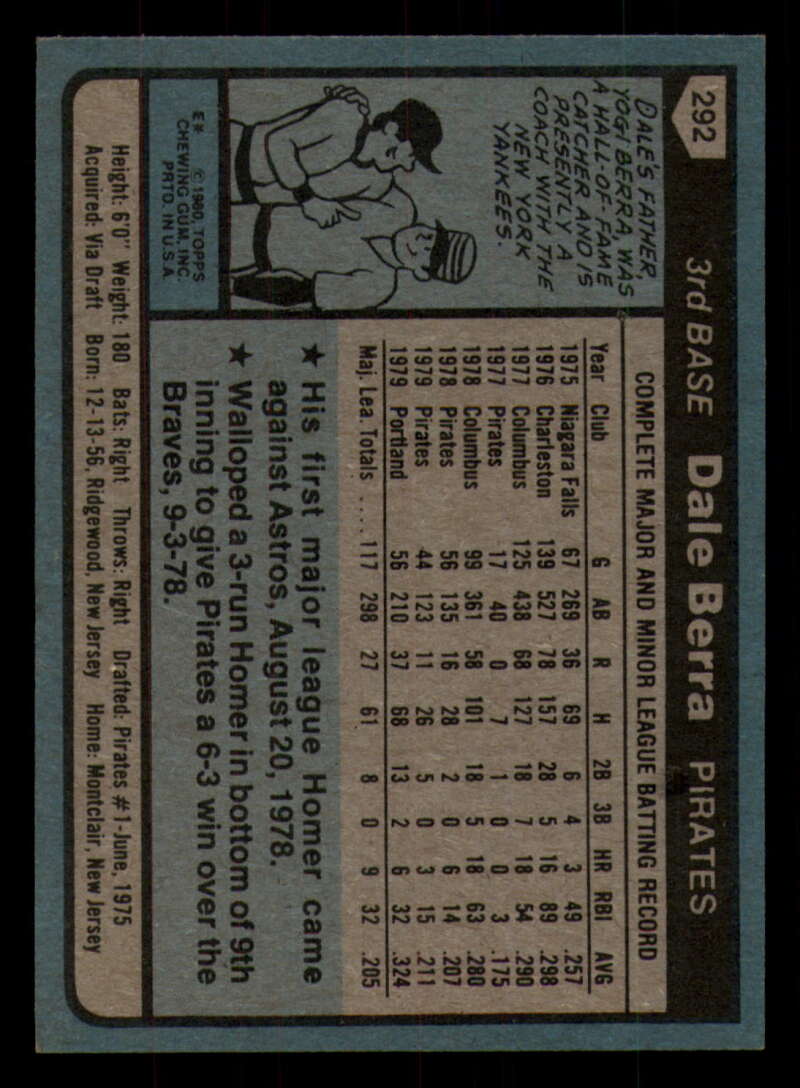 292 3rd BASE Dale Berra PIRATES
DALE'S FATHER,
YOGI BERRA, WAS
A HALL-OF-FAME
CATCHER AND IS
PRESENTLY A
COACH WITH THE
NEW YORK
YANKEES.
E* © 1980, TOPPS
CHEWING GUM, INC.
PRTD. IN U.S.A.
COMPLETE MAJOR AND MINOR LEAGUE BATTING RECORD
Year Club G AB R H 2B 3B HR RBI AVG
1975 Niagara Falls 67 269 36 69 6 4 3 49 .257
1976 Charleston 139 527 78 157 28 5 16 89 .298
1977 Columbus 125 438 68 127 18 7 18 54 .290
1977 Pirates 17 40 0 7 1 0 0 3 .175
1978 Columbus 99 361 58 101 18 5 18 63 .280
1978 Pirates 56 135 16 28 2 0 6 14 .207
1979 Pirates 44 123 11 26 5 0 3 15 .211
1979 Portland 56 210 37 68 13 2 6 32 .324
Maj. Lea. Totals .... 117 298 27 61 8 0 9 32 .205
★ His first major league Homer came
against Astros, August 20, 1978.
★ Walloped a 3-run Homer in bottom of 9th
inning to give Pirates a 6-3 win over the
Braves, 9-3-78.
Height: 6'0" Weight: 180 Bats: Right Throws: Right Drafted: Pirates #1-June, 1975
Acquired: Via Draft Born: 12-13-56, Ridgewood, New Jersey Home: Montclair, New Jersey